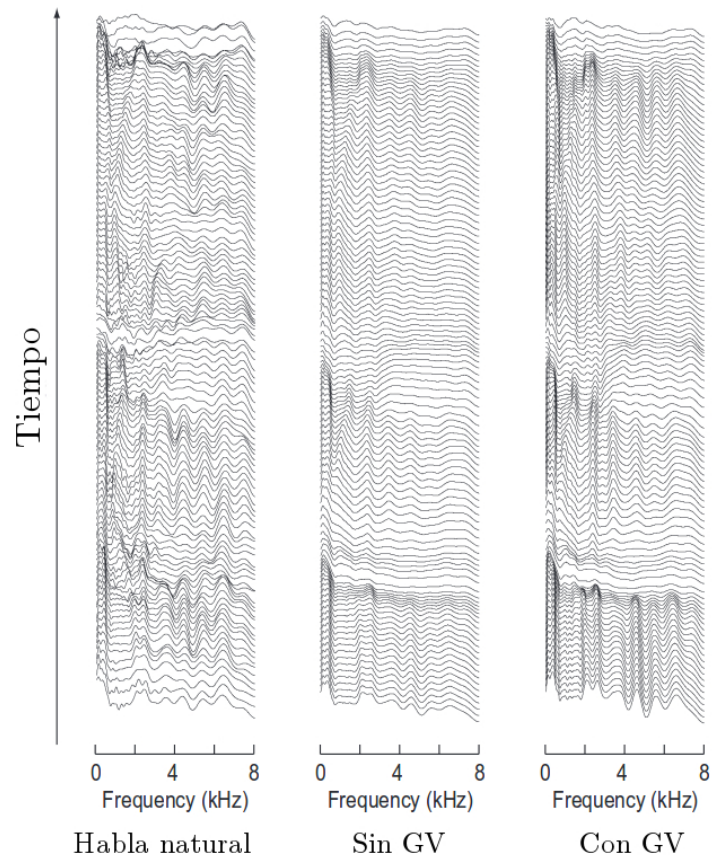 Tiempo
0 4 8 0 4 8 0 4 8
Frequency (kHz) Frequency (kHz) Frequency (kHz)
Habla natural Sin GV Con GV